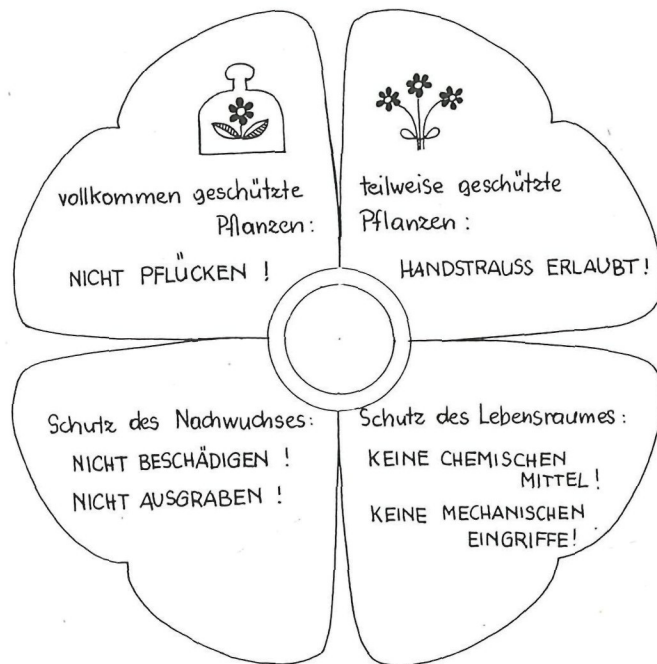 vollkommen geschützte
Pflanzen:
NICHT PFLÜCKEN !
teilweise geschützte
Pflanzen :
HANDSTRAUSS ERLAUBT!
Schutz des Nachwuchses:
NICHT BESCHÄDIGEN !
NICHT AUSGRABEN !
Schutz des Lebensraumes :
KEINE CHEMISCHEN
MITTEL!
KEINE MECHANISCHEN
EINGRIFFE!